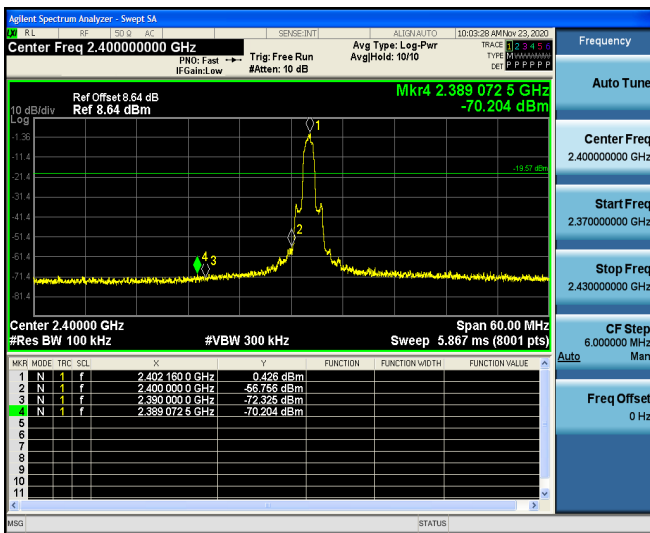 Agilent Spectrum Analyzer - Swept SA
RL RF 50 Ω AC SENSE:INT ALIGN AUTO 10:03:28 AM Nov 23, 2020
Center Freq 2.400000000 GHz
PNO: Fast
IFGain:Low
Trig: Free Run
#Atten: 10 dB
Avg Type: Log-Pwr
Avg|Hold: 10/10
TRACE 1 2 3 4 5 6
TYPE M
DET P P P P P P
Mkr4 2.389 072 5 GHz
-70.204 dBm
Ref Offset 8.64 dB
10 dB/div Ref 8.64 dBm
Log
-1.36
-11.4
-21.4
-31.4
-41.4
-51.4
-61.4
-71.4
-81.4
-19.57 dBm
1
2
4 3
Center 2.40000 GHz Span 60.00 MHz
#Res BW 100 kHz #VBW 300 kHz Sweep 5.867 ms (8001 pts)
MKR MODE TRC SCL X Y FUNCTION FUNCTION WIDTH FUNCTION VALUE
1 N 1 f 2.402 160 0 GHz 0.426 dBm
2 N 1 f 2.400 000 0 GHz -56.756 dBm
3 N 1 f 2.390 000 0 GHz -72.325 dBm
4 N 1 f 2.389 072 5 GHz -70.204 dBm
5
6
7
8
9
10
11
MSG STATUS
Frequency
Auto Tune
Center Freq
2.400000000 GHz
Start Freq
2.370000000 GHz
Stop Freq
2.430000000 GHz
CF Step
6.000000 MHz
Auto Man
Freq Offset
0 Hz